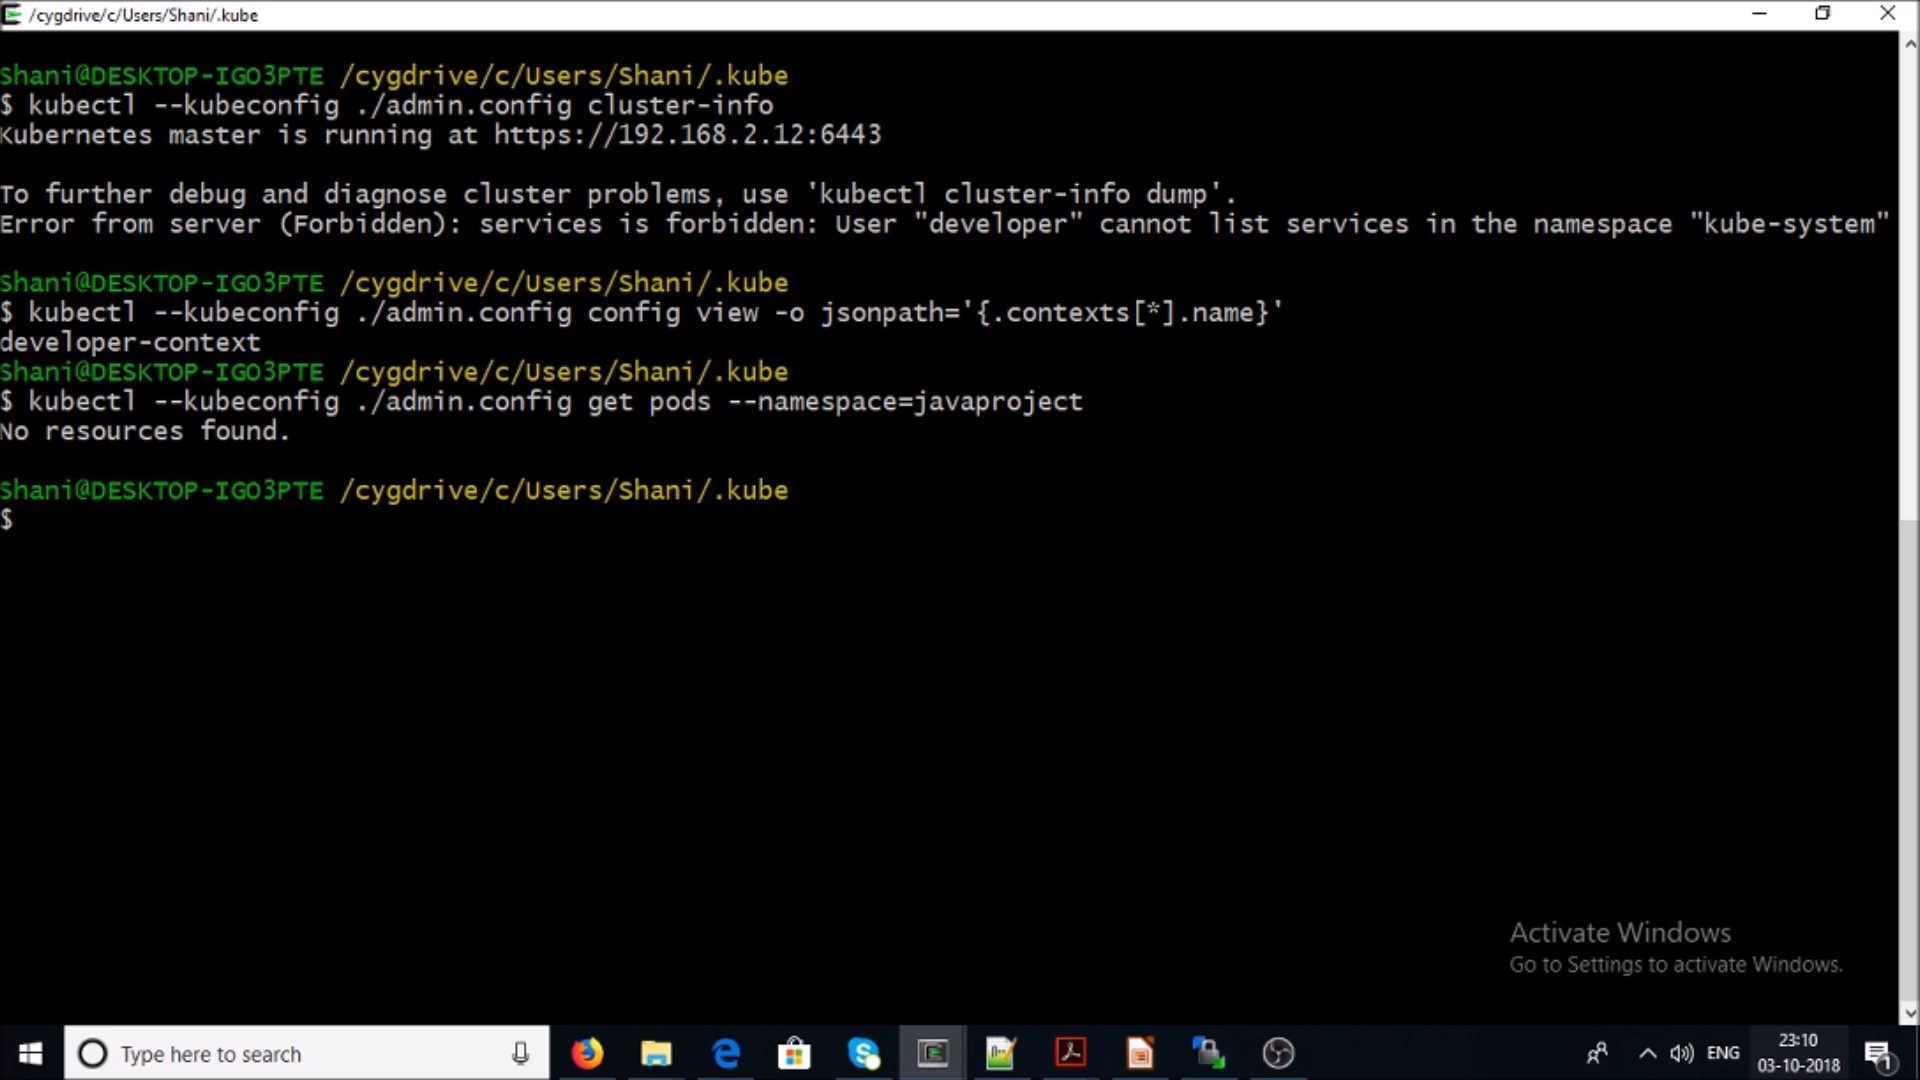 /cygdrive/c/Users/Shani/.kube
Shani@DESKTOP-IGO3PTE /cygdrive/c/Users/Shani/.kube
$ kubectl --kubeconfig ./admin.config cluster-info
Kubernetes master is running at https://192.168.2.12:6443
To further debug and diagnose cluster problems, use 'kubectl cluster-info dump'.
Error from server (Forbidden): services is forbidden: User "developer" cannot list services in the namespace "kube-system"
Shani@DESKTOP-IGO3PTE /cygdrive/c/Users/Shani/.kube
$ kubectl --kubeconfig ./admin.config config view -o jsonpath='{.contexts[*].name}'
developer-context
Shani@DESKTOP-IGO3PTE /cygdrive/c/Users/Shani/.kube
$ kubectl --kubeconfig ./admin.config get pods --namespace=javaproject
No resources found.
Shani@DESKTOP-IGO3PTE /cygdrive/c/Users/Shani/.kube
$
Activate Windows
Go to Settings to activate Windows.
Type here to search
ENG
23:10
03-10-2018
1